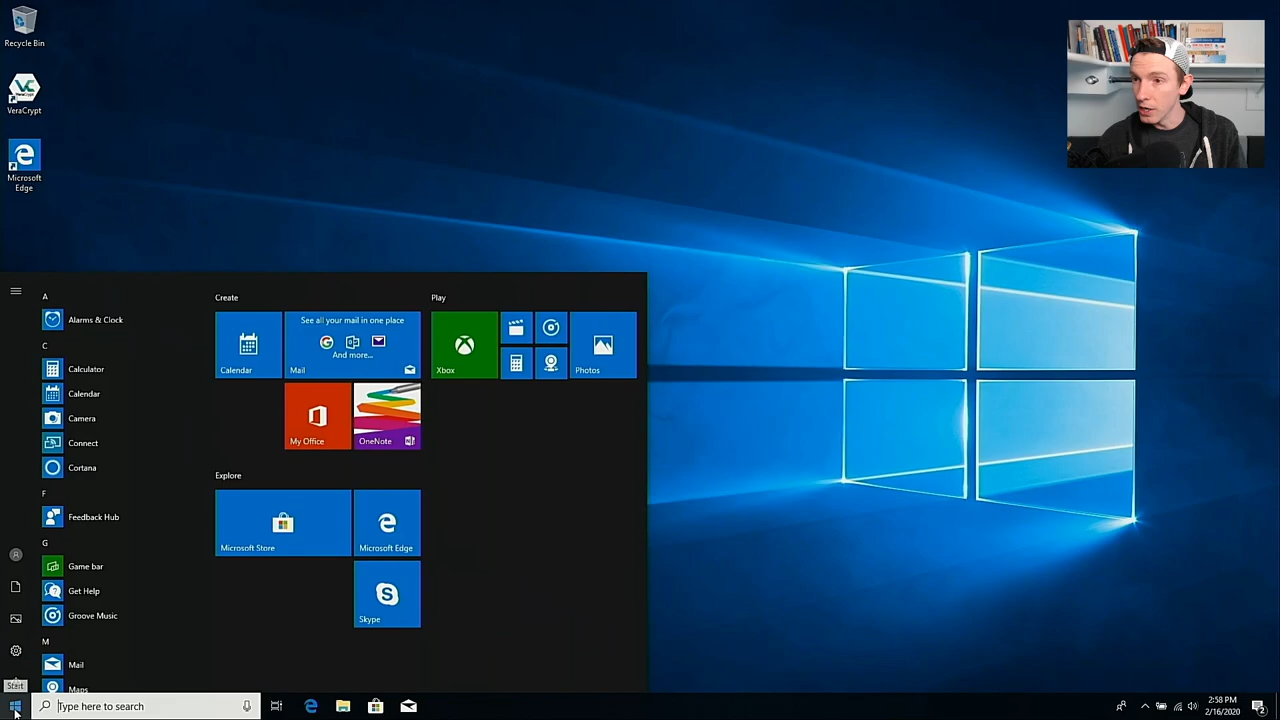 Recycle Bin
VeraCrypt
VeraCrypt
Microsoft
Edge
A
Alarms & Clock
C
Calculator
Calendar
Camera
Connect
Cortana
F
Feedback Hub
G
Game bar
Get Help
Groove Music
M
Mail
Maps
Create
Calendar
See all your mail in one place
And more...
Mail
My Office
OneNote
Explore
Microsoft Store
Microsoft Edge
Skype
Play
Xbox
Photos
Start
Type here to search
2:58 PM
2/16/2020
2